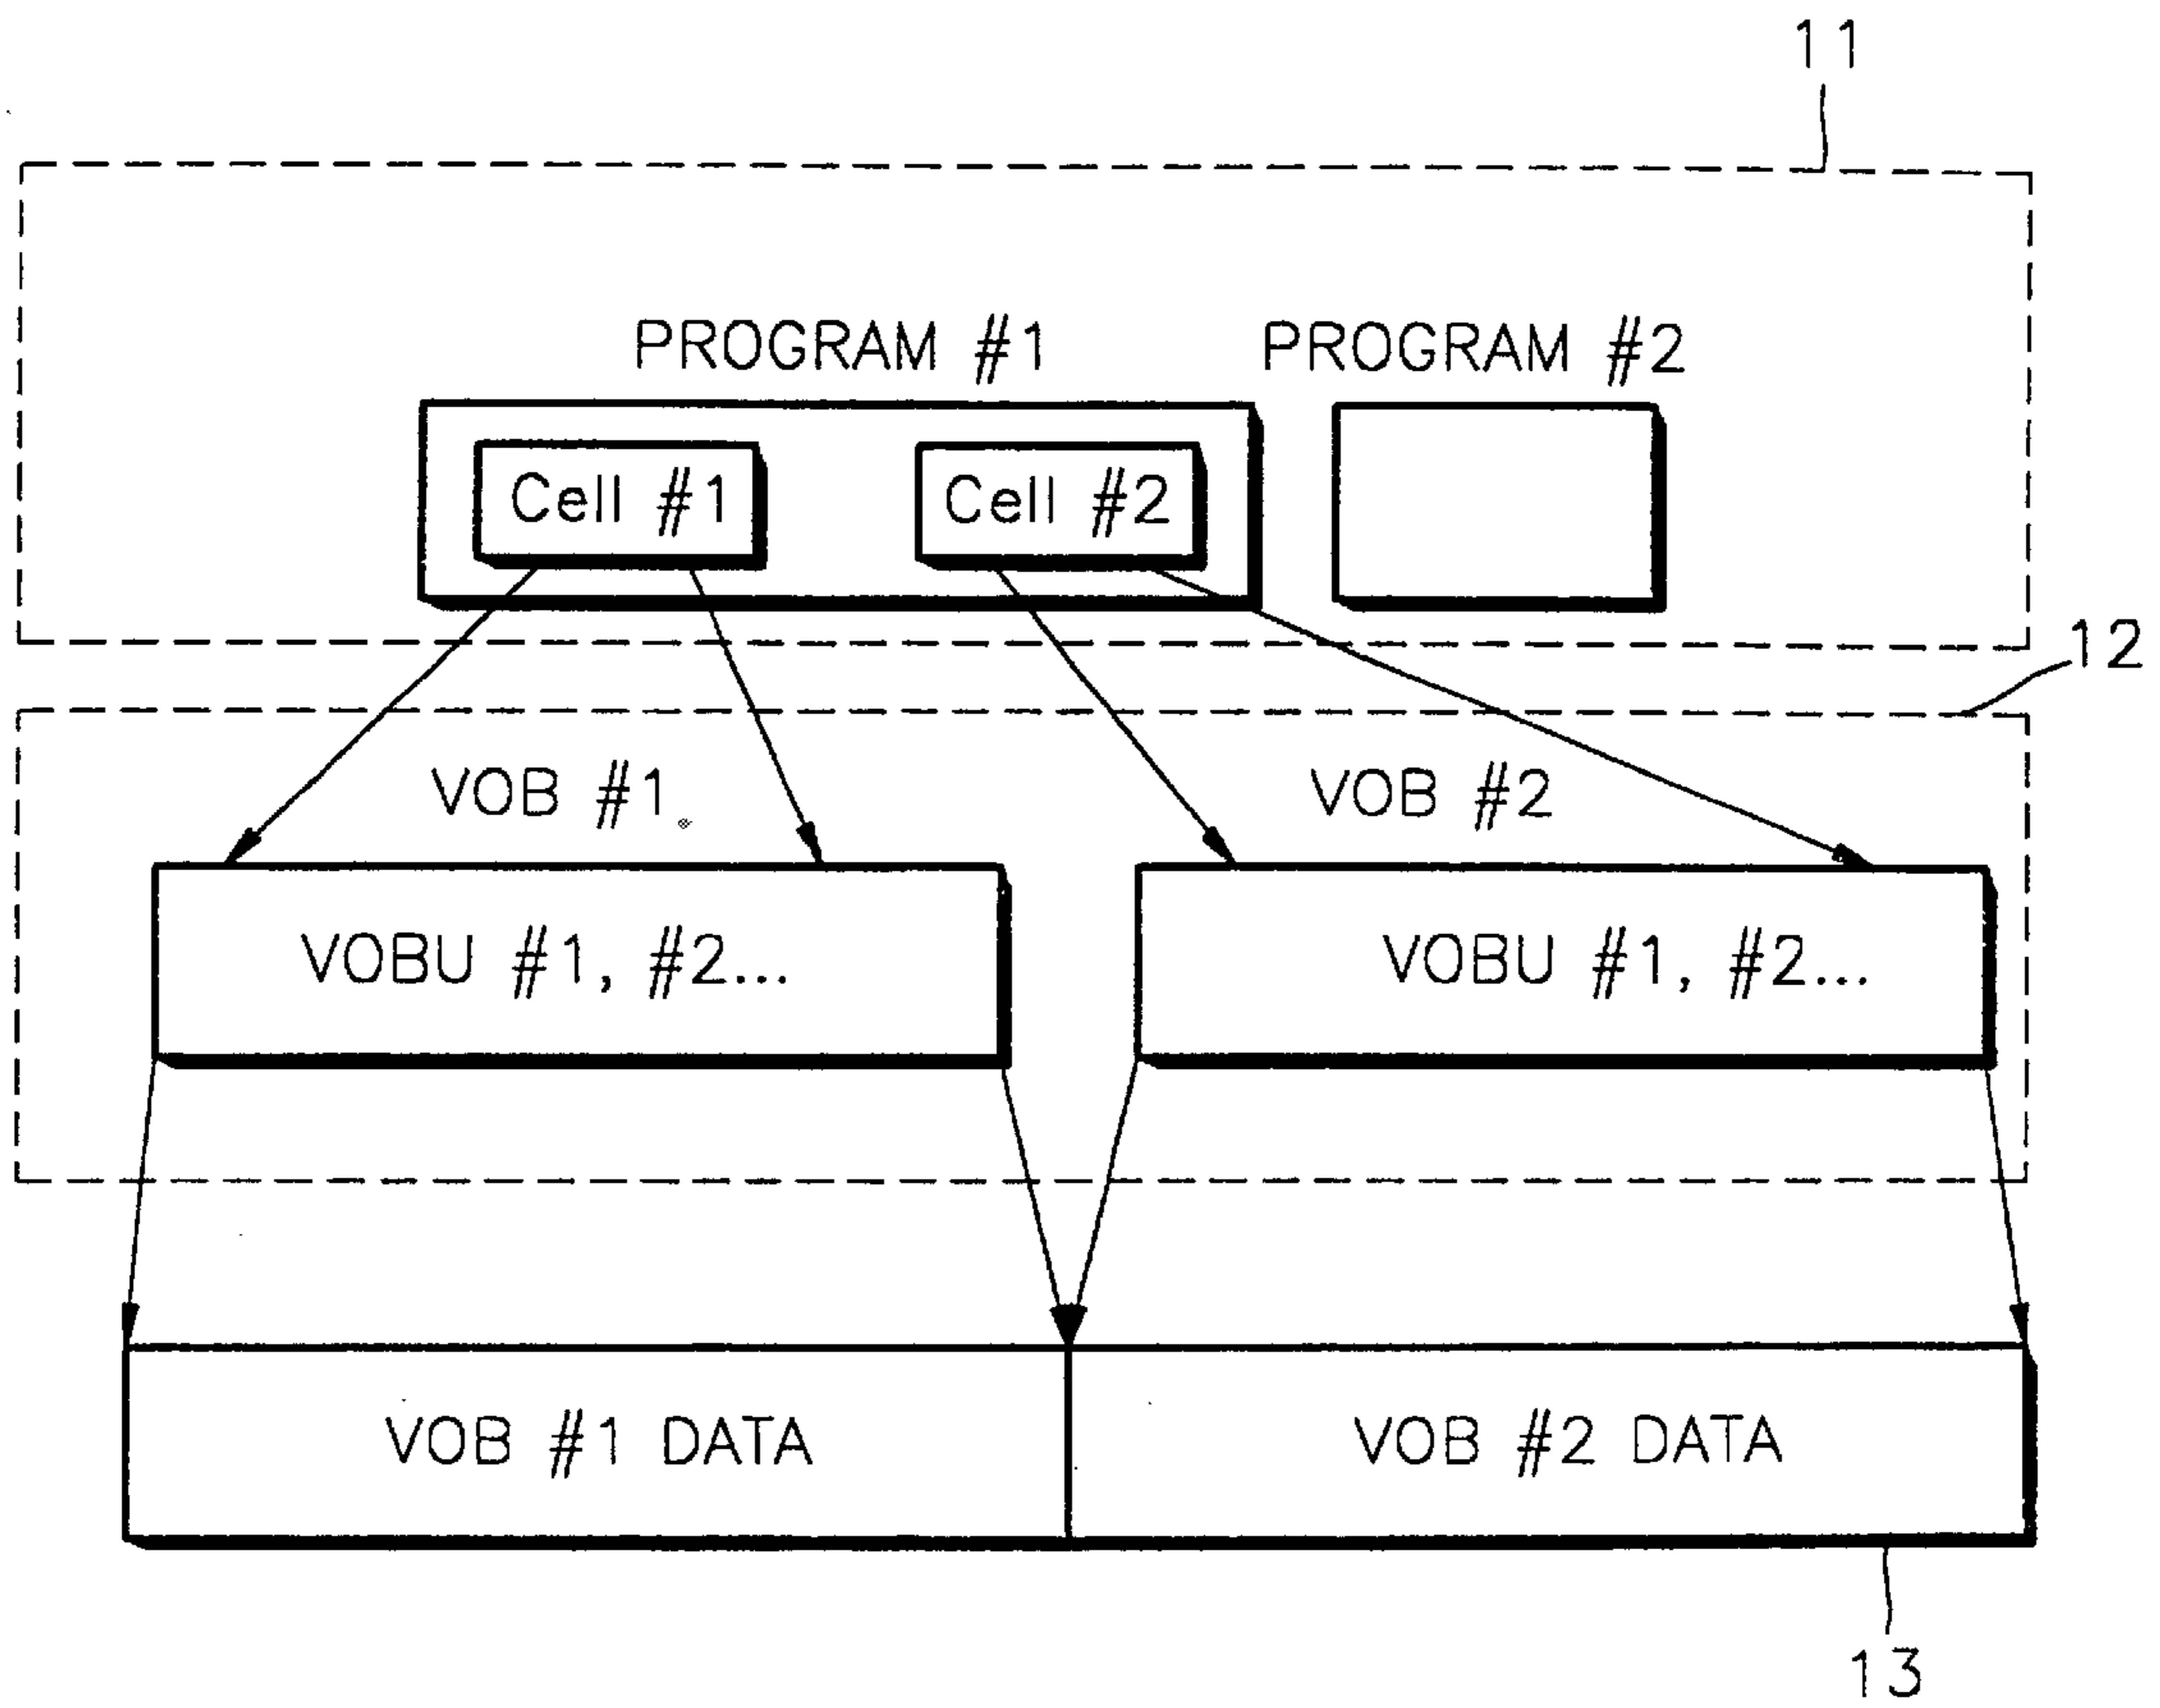 11
PROGRAM #1 PROGRAM #2
Cell #1 Cell #2
12
VOB #1 VOB #2
VOBU #1, #2... VOBU #1, #2...
VOB #1 DATA VOB #2 DATA
13